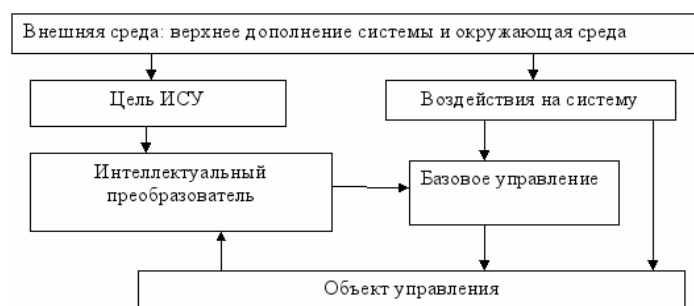 Внешняя среда: верхнее дополнение системы и окружающая среда
Цель ИСУ
Воздействия на систему
Интеллектуальный
преобразователь
Базовое управление
Объект управления